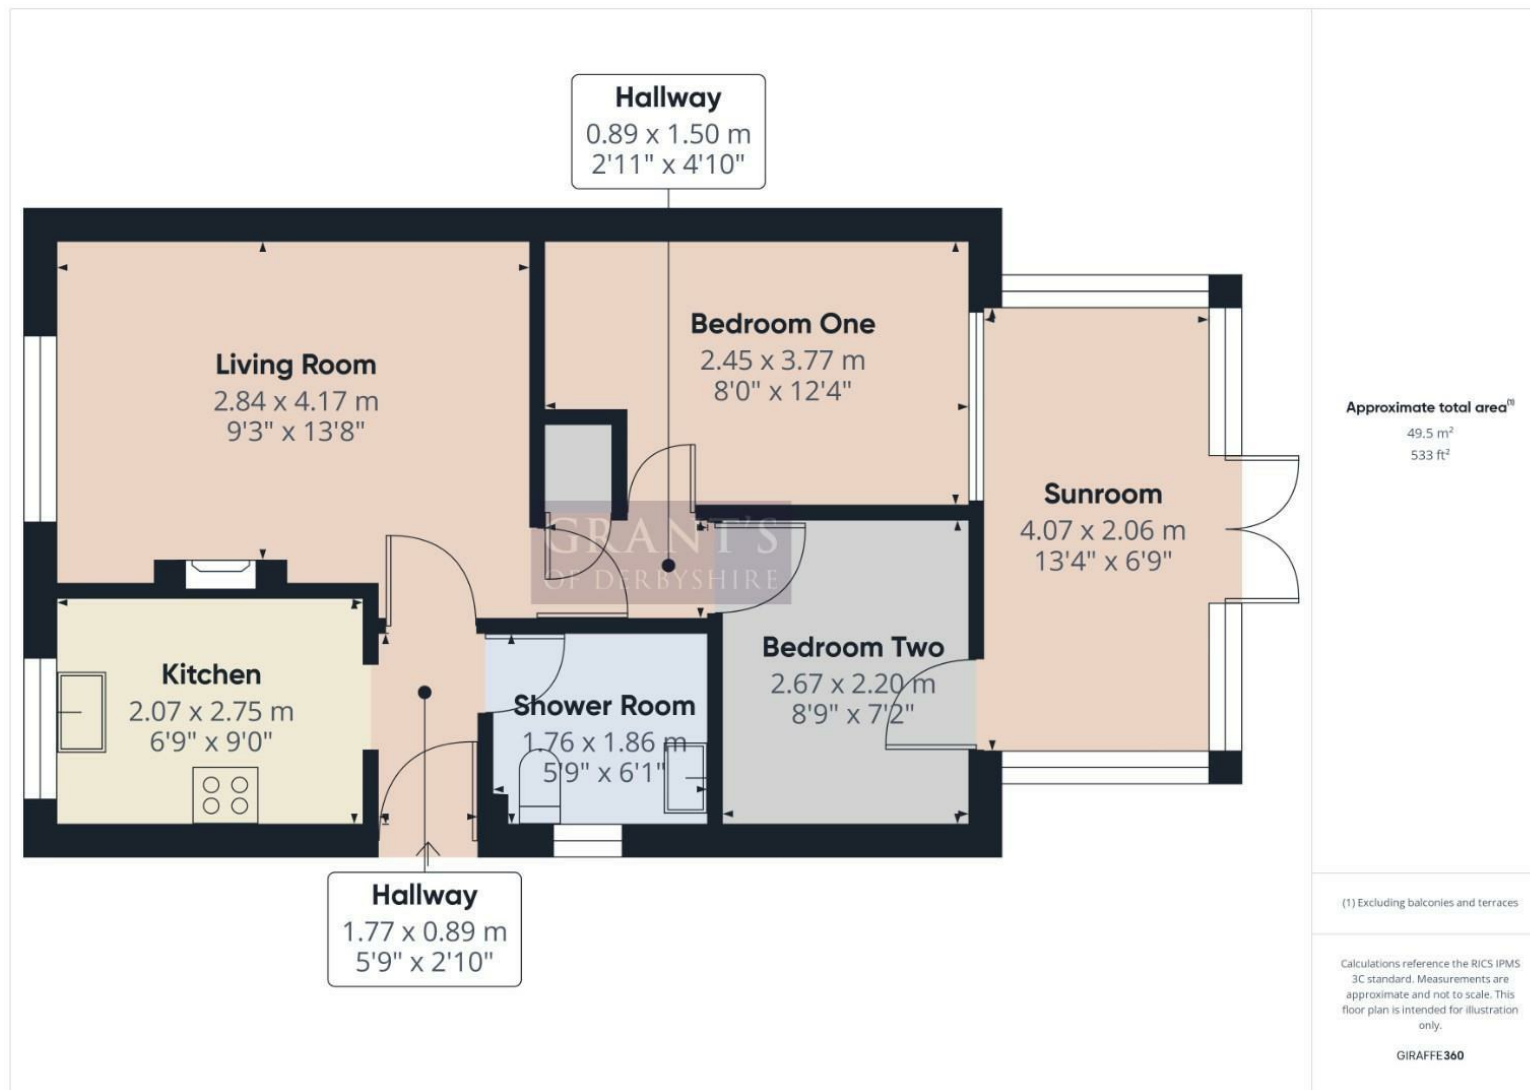 Hallway
0.89 x 1.50 m
2'11" x 4'10"
Living Room
2.84 x 4.17 m
9'3" x 13'8"
Bedroom One
2.45 x 3.77 m
8'0" x 12'4"
Sunroom
4.07 x 2.06 m
13'4" x 6'9"
GRANT'S
OF DERBYSHIRE
Kitchen
2.07 x 2.75 m
6'9" x 9'0"
Shower Room
1.76 x 1.86 m
5'9" x 6'1"
Bedroom Two
2.67 x 2.20 m
8'9" x 7'2"
Hallway
1.77 x 0.89 m
5'9" x 2'10"
Approximate total area(1)
49.5 m²
533 ft²
(1) Excluding balconies and terraces
Calculations reference the RICS IPMS
3C standard. Measurements are
approximate and not to scale. This
floor plan is intended for illustration
only.
GIRAFFE360